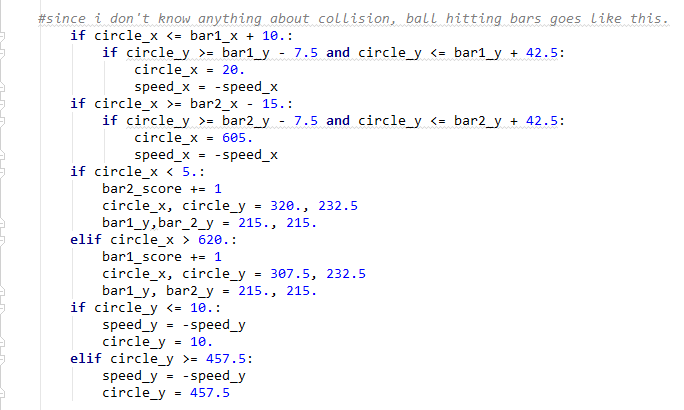 #since i don't know anything about collision, ball hitting bars goes like this.
if circle_x <= bar1_x + 10.:
if circle_y >= bar1_y - 7.5 and circle_y <= bar1_y + 42.5:
circle_x = 20.
speed_x = -speed_x
if circle_x >= bar2_x - 15.:
if circle_y >= bar2_y - 7.5 and circle_y <= bar2_y + 42.5:
circle_x = 605.
speed_x = -speed_x
if circle_x < 5.:
bar2_score += 1
circle_x, circle_y = 320., 232.5
bar1_y,bar_2_y = 215., 215.
elif circle_x > 620.:
bar1_score += 1
circle_x, circle_y = 307.5, 232.5
bar1_y, bar2_y = 215., 215.
if circle_y <= 10.:
speed_y = -speed_y
circle_y = 10.
elif circle_y >= 457.5:
speed_y = -speed_y
circle_y = 457.5